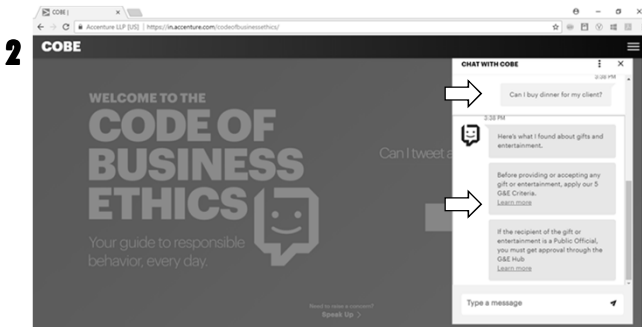 2
COBE |
Accenture LLP [US] | https://in.accenture.com/codeofbusinessethics/
COBE
WELCOME TO THE
CODE OF
BUSINESS
ETHICS
Your guide to responsible
behavior, every day.
Can I tweet a
Need to raise a concern?
Speak Up >
CHAT WITH COBE
3:38 PM
Can I buy dinner for my client?
3:38 PM
Here's what I found about gifts and
entertainment.
Before providing or accepting any
gift or entertainment, apply our 5
G&E Criteria.
Learn more
If the recipient of the gift or
entertainment is a Public Official,
you must get approval through the
G&E Hub
Learn more
Type a message